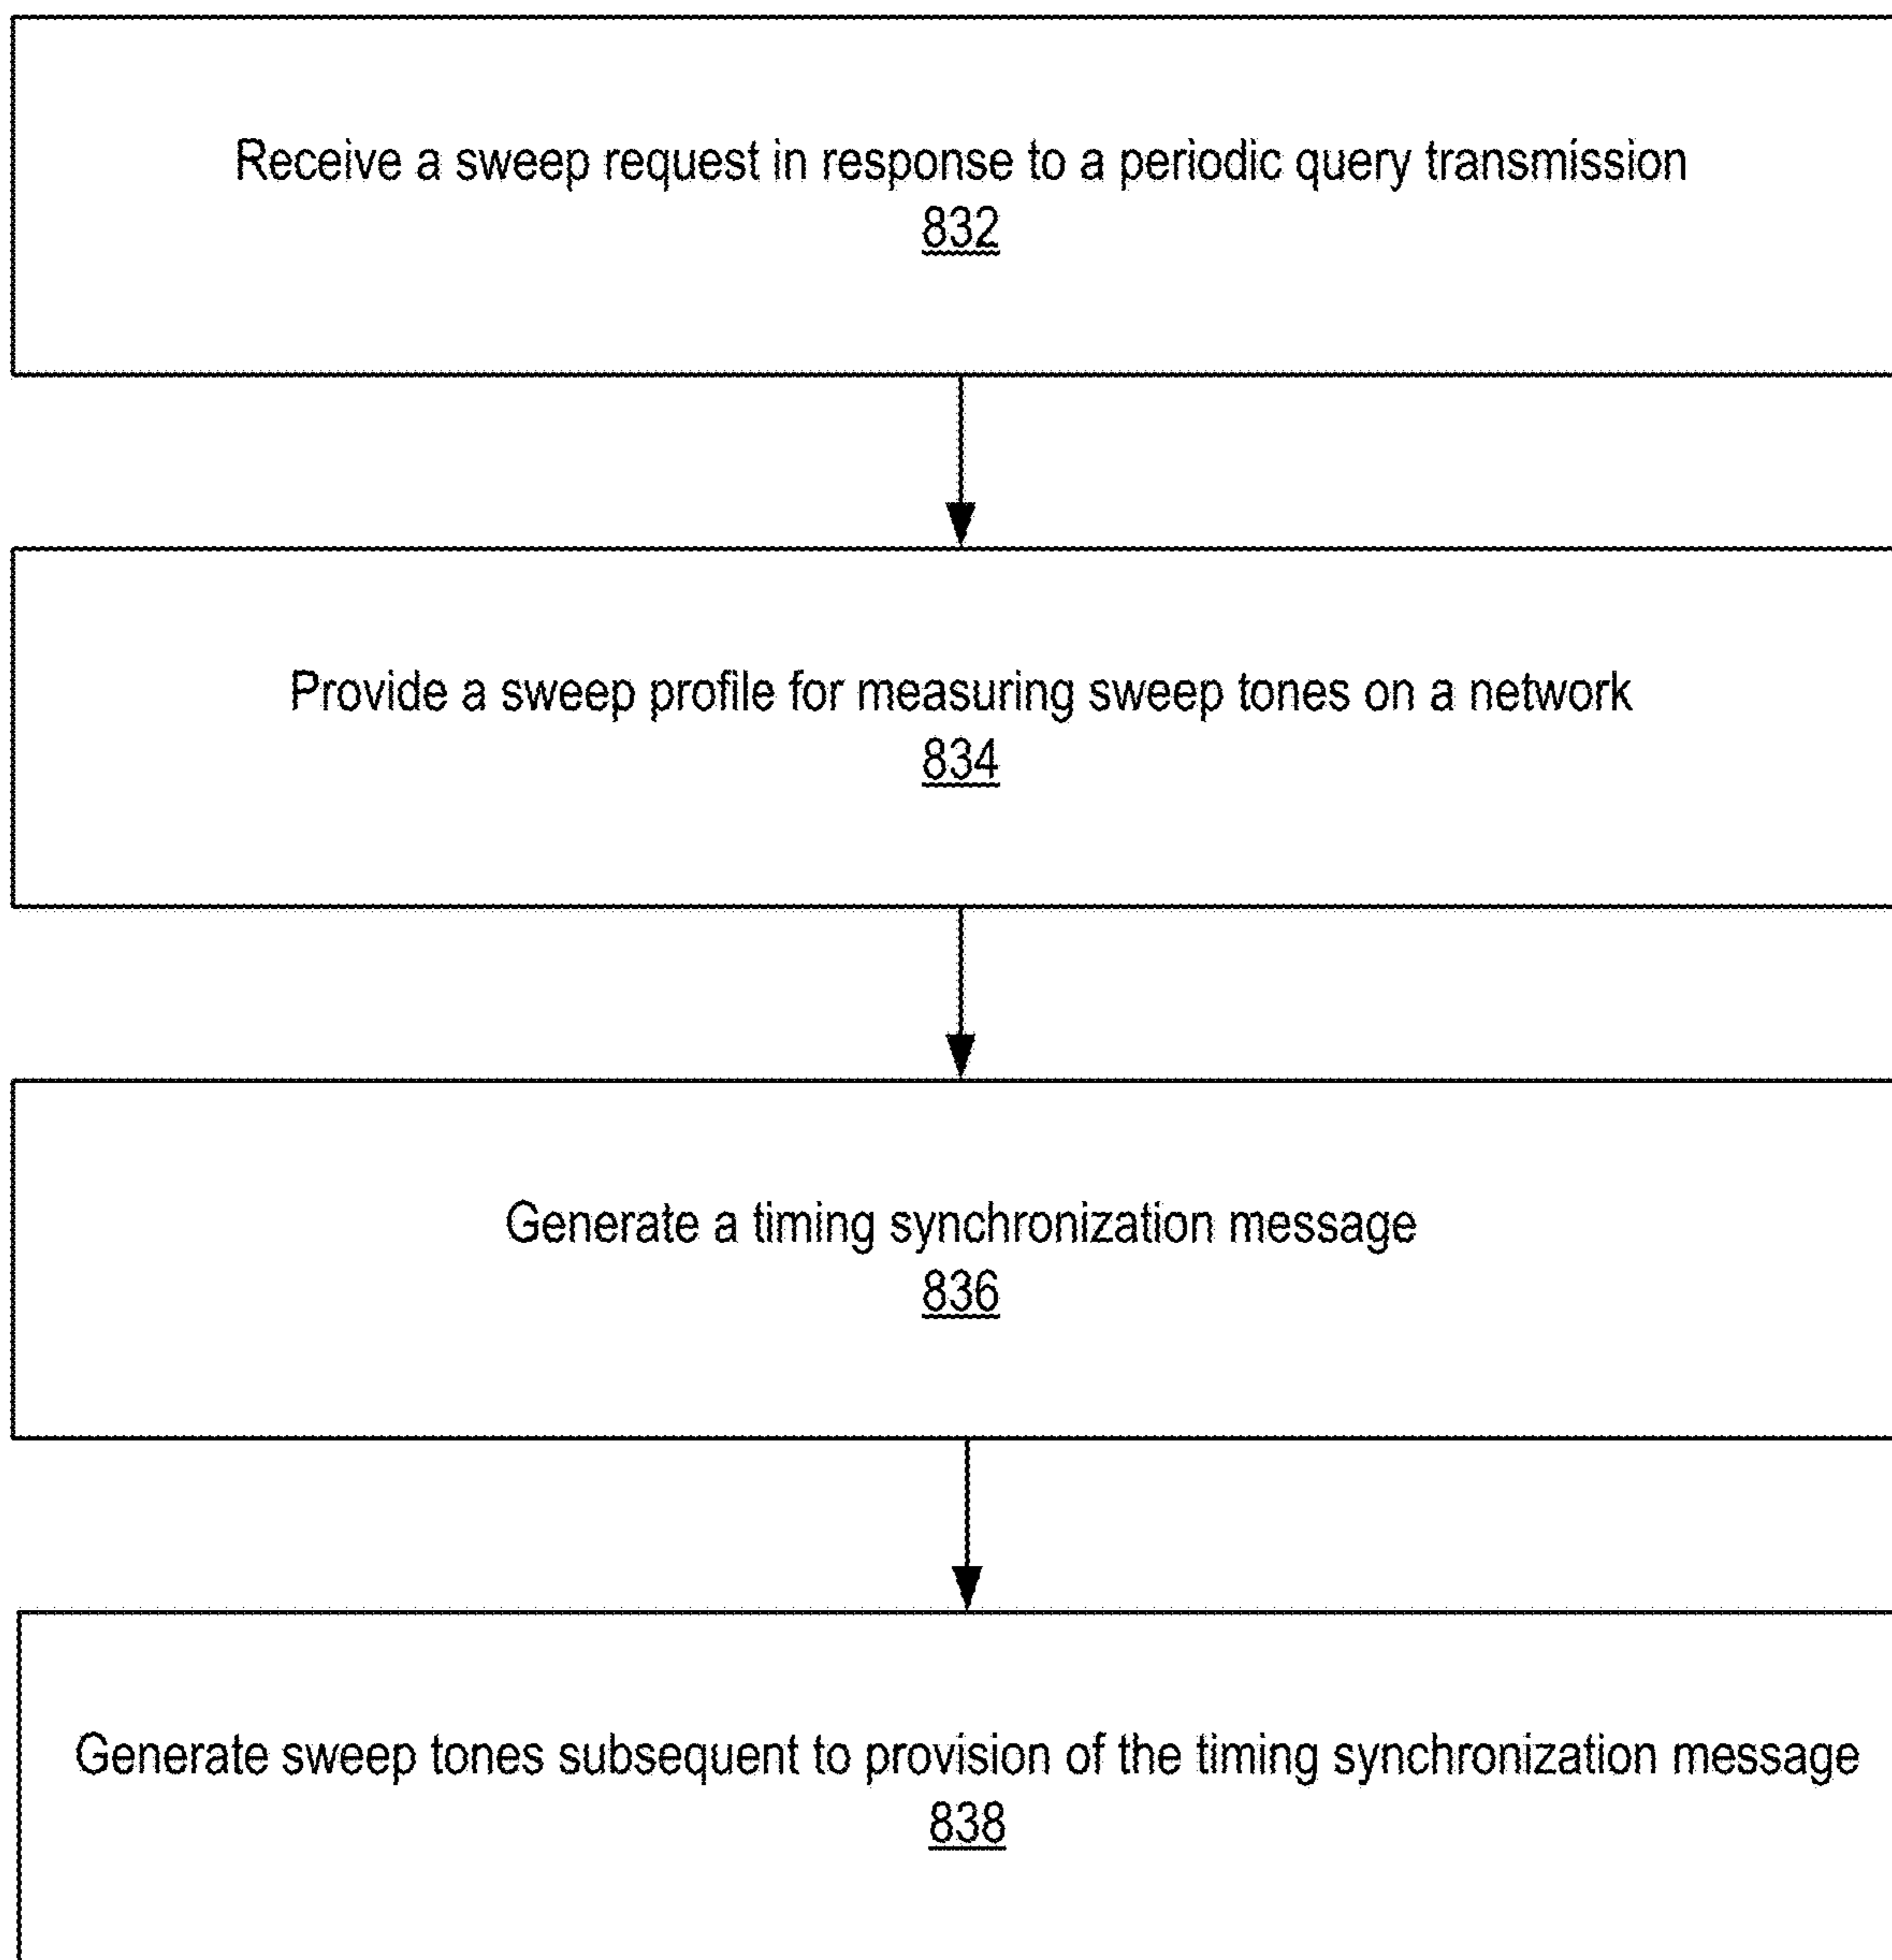 Receive a sweep request in response to a periodic query transmission
832
Provide a sweep profile for measuring sweep tones on a network
834
Generate a timing synchronization message
836
Generate sweep tones subsequent to provision of the timing synchronization message
838